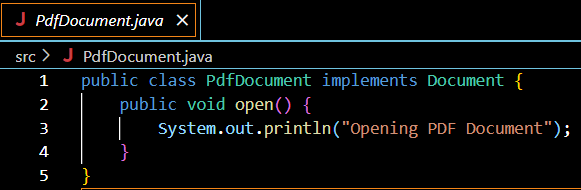 J PdfDocument.java ×
src > J PdfDocument.java
1 public class PdfDocument implements Document {
2     public void open() {
3         System.out.println("Opening PDF Document");
4     }
5 }